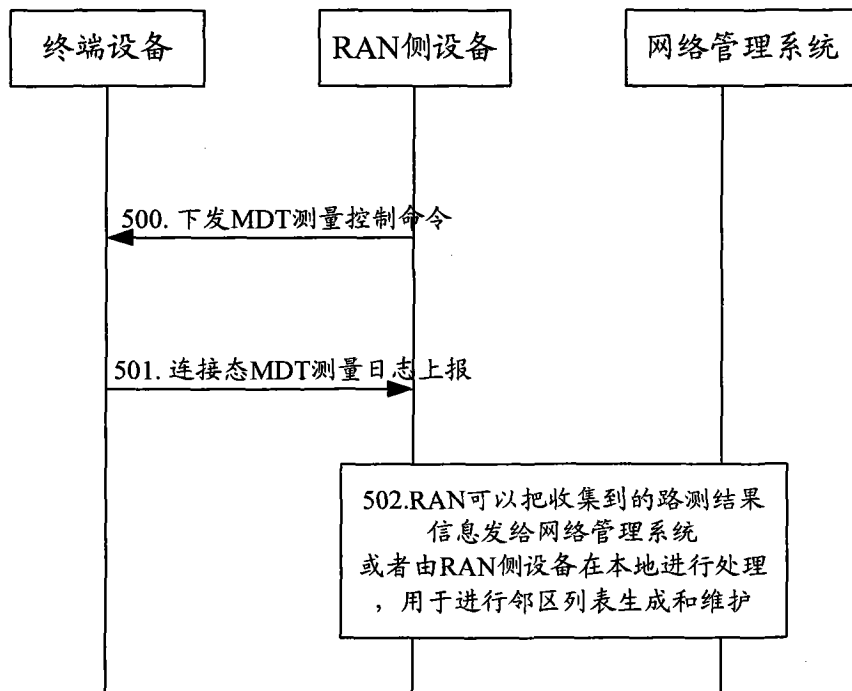 终端设备
RAN侧设备
网络管理系统
500. 下发MDT测量控制命令
501. 连接态MDT测量日志上报
502.RAN可以把收集到的路测结果
信息发给网络管理系统
或者由RAN侧设备在本地进行处理
，用于进行邻区列表生成和维护